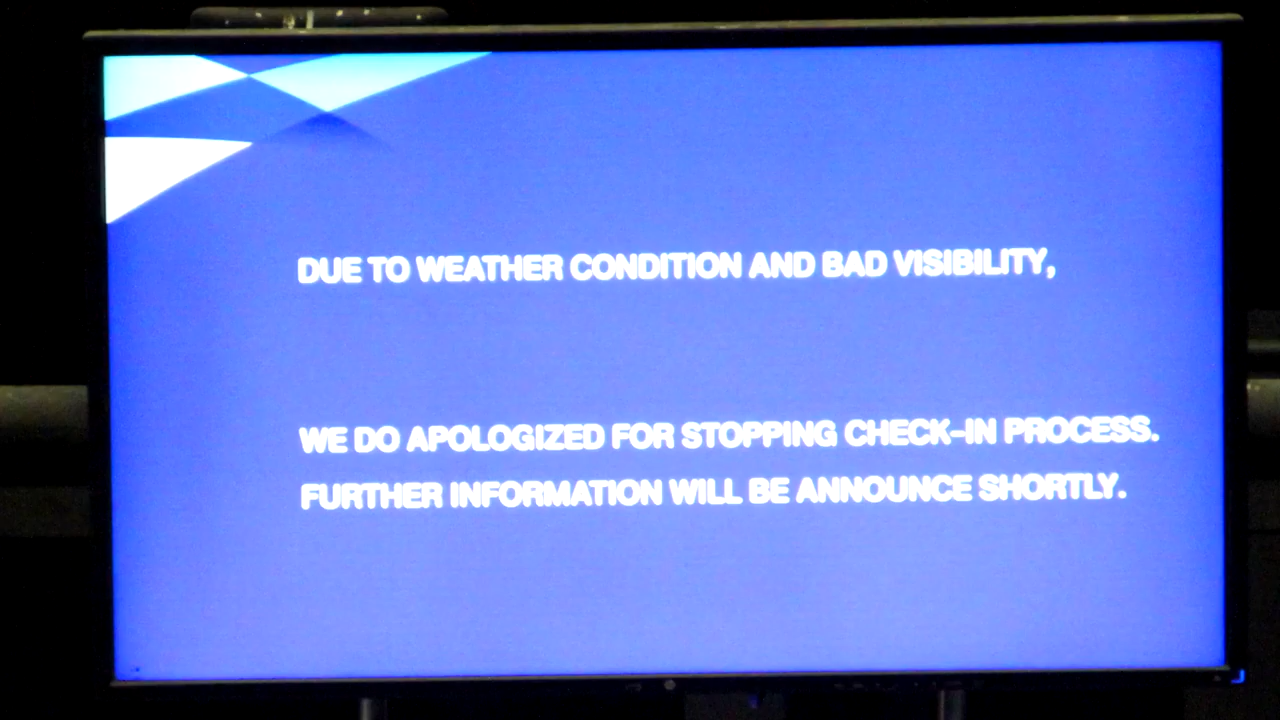 DUE TO WEATHER CONDITION AND BAD VISIBILITY,
WE DO APOLOGIZED FOR STOPPING CHECK-IN PROCESS.
FURTHER INFORMATION WILL BE ANNOUNCE SHORTLY.